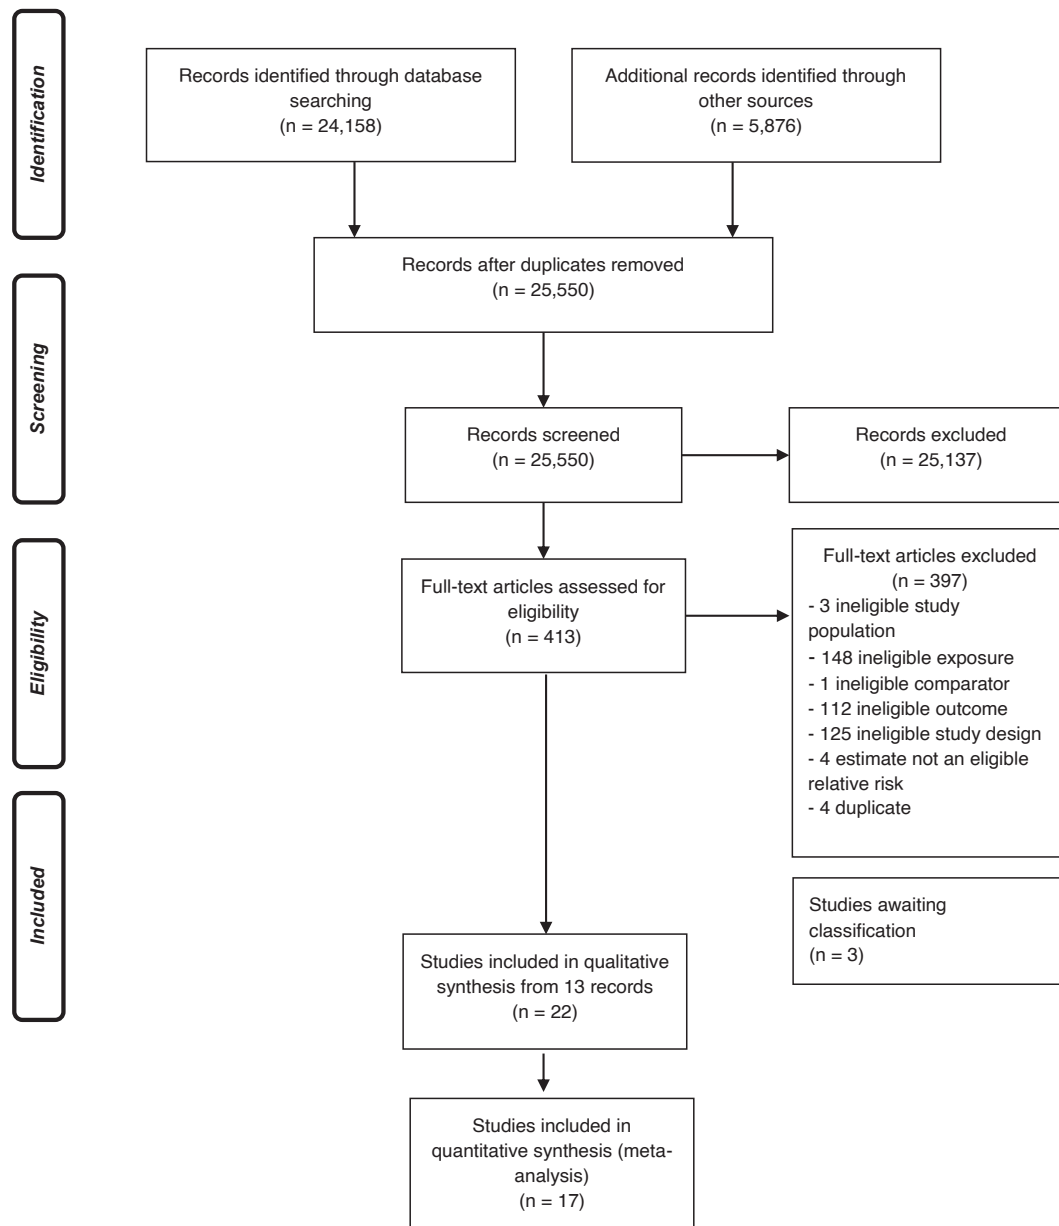 Identification
Records identified through database
searching
(n = 24,158)
Additional records identified through
other sources
(n = 5,876)
Records after duplicates removed
(n = 25,550)
Screening
Records screened
(n = 25,550)
Records excluded
(n = 25,137)
Eligibility
Full-text articles assessed for
eligibility
(n = 413)
Full-text articles excluded
(n = 397)
- 3 ineligible study
population
- 148 ineligible exposure
- 1 ineligible comparator
- 112 ineligible outcome
- 125 ineligible study design
- 4 estimate not an eligible
relative risk
- 4 duplicate
Included
Studies awaiting
classification
(n = 3)
Studies included in qualitative
synthesis from 13 records
(n = 22)
Studies included in
quantitative synthesis (meta-
analysis)
(n = 17)